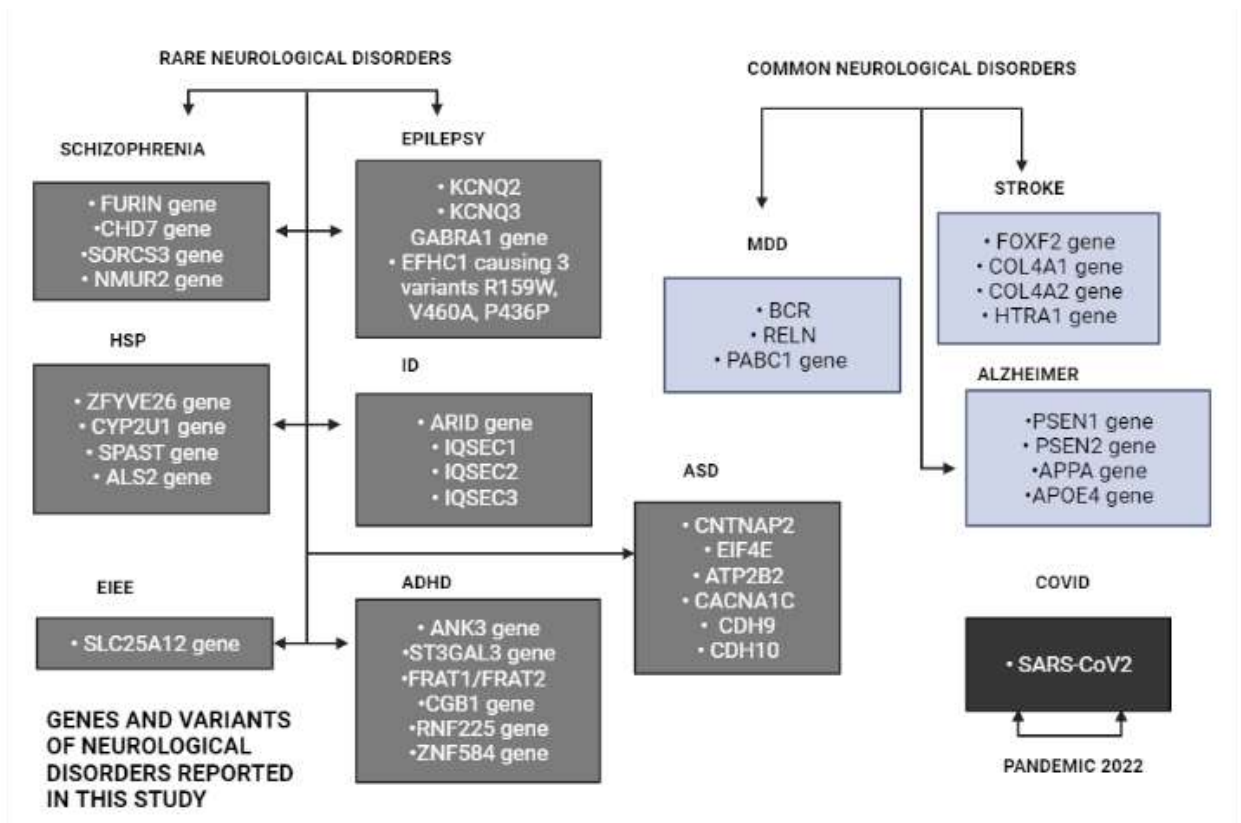 RARE NEUROLOGICAL DISORDERS
SCHIZOPHRENIA
• FURIN gene
•CHD7 gene
•SORCS3 gene
• NMUR2 gene
EPILEPSY
• KCNQ2
• KCNQ3
GABRA1 gene
• EFHC1 causing 3
variants R159W,
V460A, P436P
HSP
• ZFYVE26 gene
• CYP2U1 gene
• SPAST gene
• ALS2 gene
ID
• ARID gene
• IQSEC1
• IQSEC2
• IQSEC3
ASD
• CNTNAP2
• EIF4E
• ATP2B2
•CACNA1C
• CDH9
• CDH10
EIEE
• SLC25A12 gene
ADHD
• ANK3 gene
•ST3GAL3 gene
•FRAT1/FRAT2
•CGB1 gene
•RNF225 gene
•ZNF584 gene
GENES AND VARIANTS
OF NEUROLOGICAL
DISORDERS REPORTED
IN THIS STUDY
COMMON NEUROLOGICAL DISORDERS
MDD
• BCR
• RELN
• PABC1 gene
STROKE
• FOXF2 gene
• COL4A1 gene
• COL4A2 gene
• HTRA1 gene
ALZHEIMER
•PSEN1 gene
• PSEN2 gene
•APPA gene
•APOE4 gene
COVID
• SARS-CoV2
PANDEMIC 2022